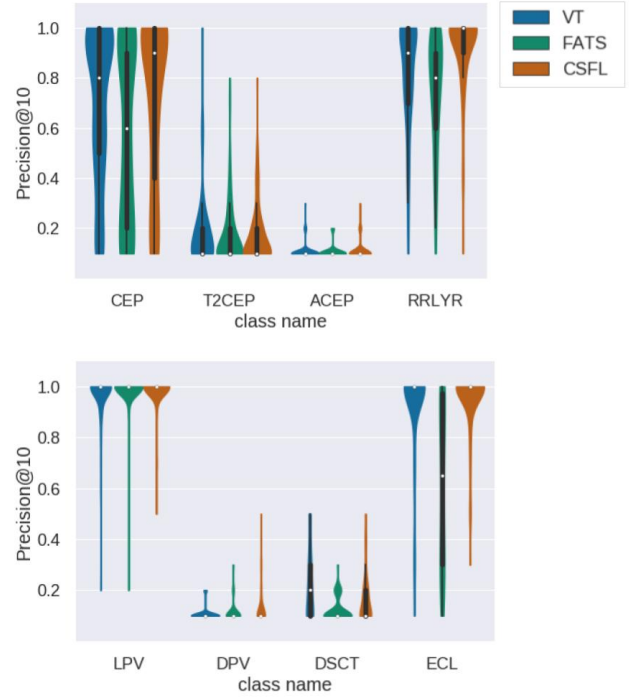 VT
FATS
CSFL
Precision@10
1.0
0.8
0.6
0.4
0.2
CEP T2CEP ACEP RRLYR
class name
Precision@10
1.0
0.8
0.6
0.4
0.2
LPV DPV DSCT ECL
class name